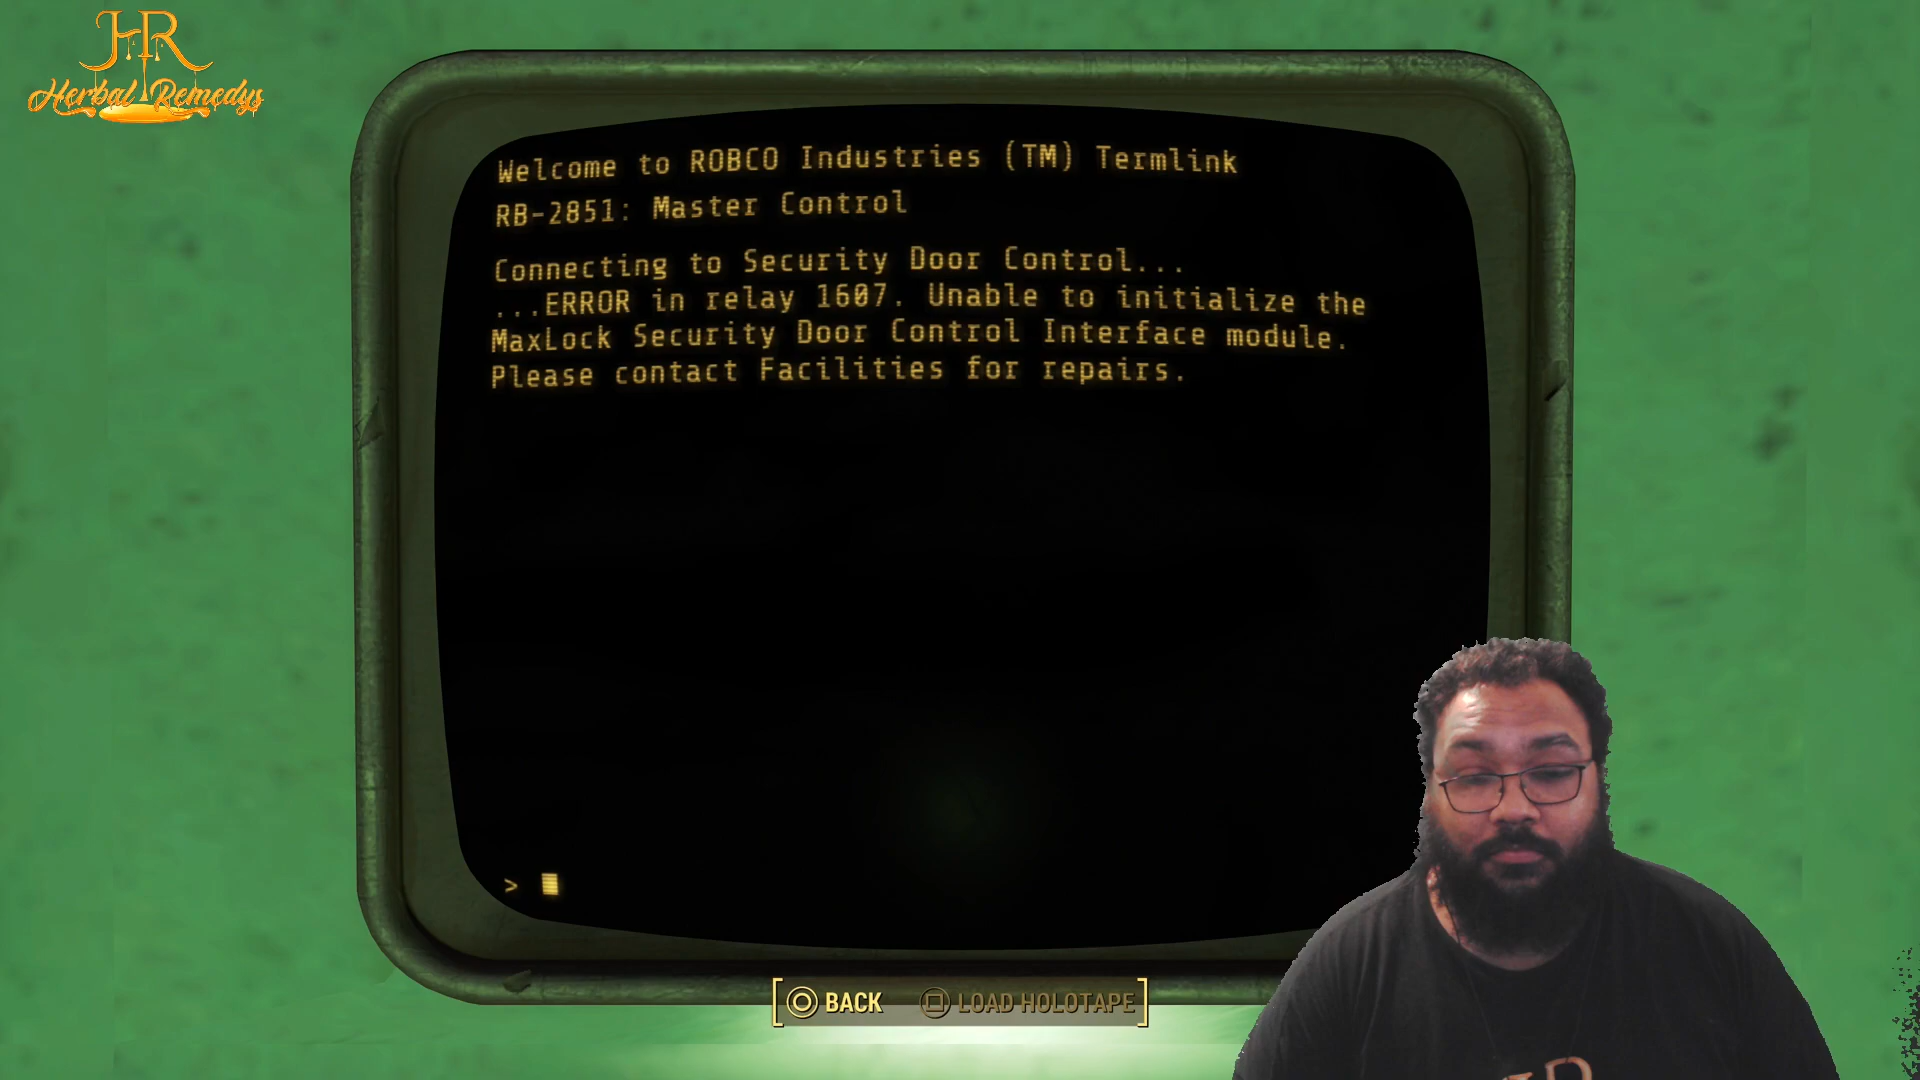 HR
Herbal Remedys
Welcome to ROBCO Industries (TM) Termlink
RB-2851: Master Control
Connecting to Security Door Control...
...ERROR in relay 1607. Unable to initialize the
MaxLock Security Door Control Interface module.
Please contact Facilities for repairs.
>
BACK LOAD HOLOTAPE